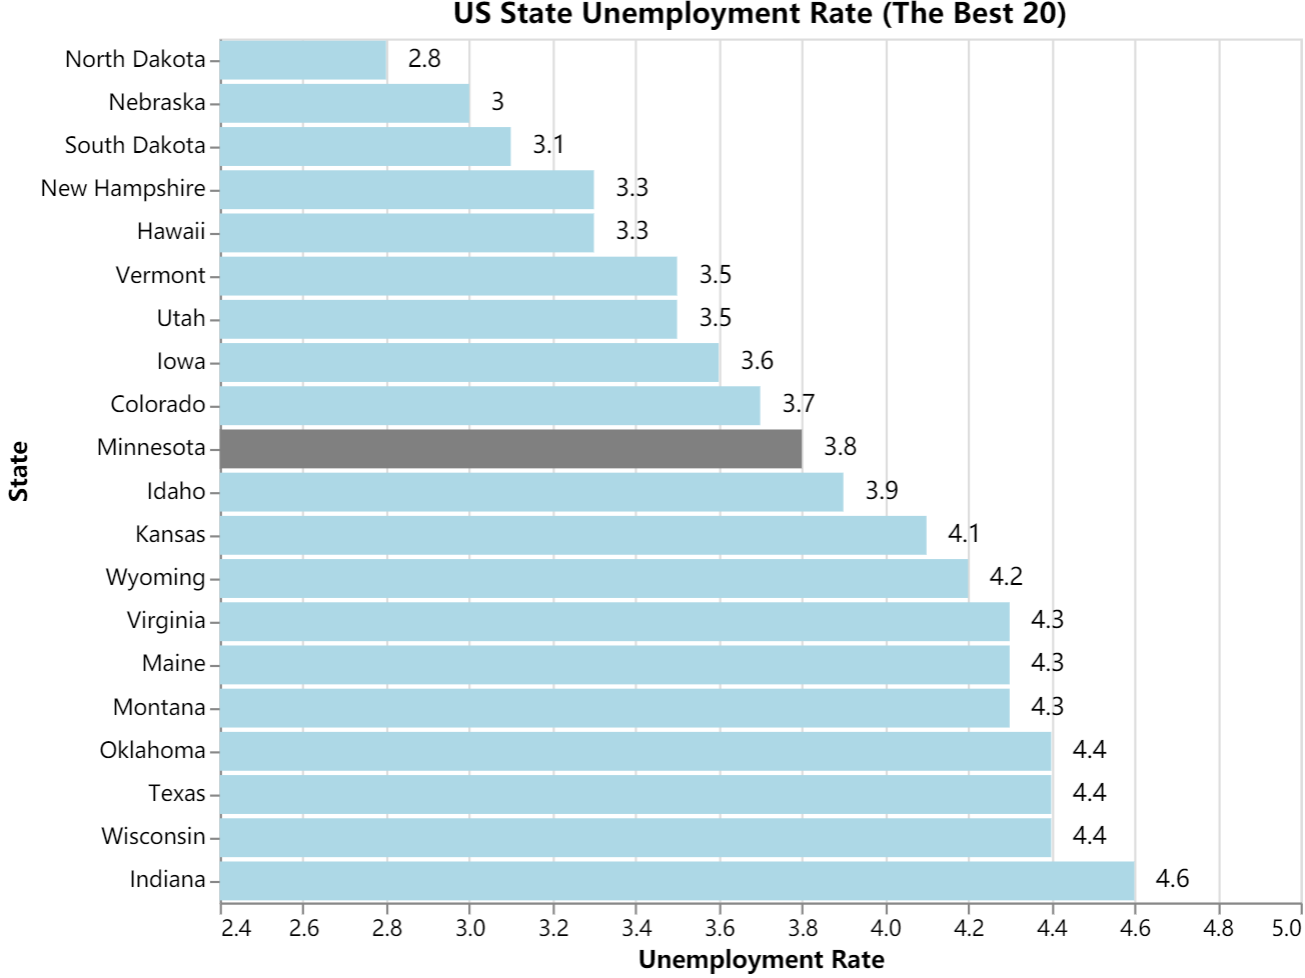 US State Unemployment Rate (The Best 20)
North Dakota 2.8
Nebraska 3
South Dakota 3.1
New Hampshire 3.3
Hawaii 3.3
Vermont 3.5
Utah 3.5
Iowa 3.6
Colorado 3.7
Minnesota 3.8
Idaho 3.9
Kansas 4.1
Wyoming 4.2
Virginia 4.3
Maine 4.3
Montana 4.3
Oklahoma 4.4
Texas 4.4
Wisconsin 4.4
Indiana 4.6
State
2.4 2.6 2.8 3.0 3.2 3.4 3.6 3.8 4.0 4.2 4.4 4.6 4.8 5.0
Unemployment Rate